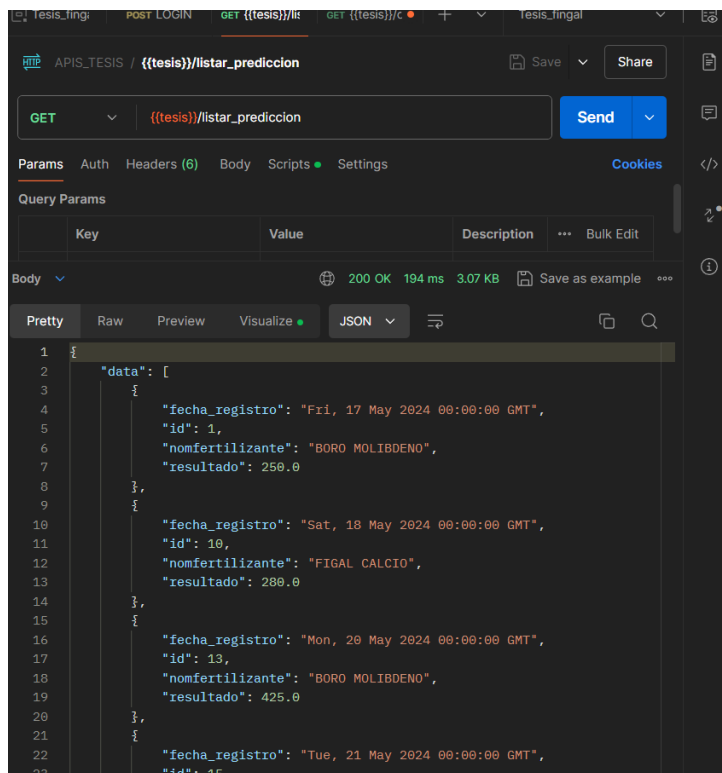 Tesis_finga POST LOGIN GET {{tesis}}/lis GET {{tesis}}/c Tesis_fingal
HTTP APIS_TESIS / {{tesis}}/listar_prediccion Save Share
GET {{tesis}}/listar_prediccion Send
Params Auth Headers (6) Body Scripts Settings Cookies
Query Params
Key Value Description ••• Bulk Edit
Body 200 OK 194 ms 3.07 KB Save as example •••
Pretty Raw Preview Visualize JSON
1 {
2 "data": [
3 {
4 "fecha_registro": "Fri, 17 May 2024 00:00:00 GMT",
5 "id": 1,
6 "nomfertilizante": "BORO MOLIBDENO",
7 "resultado": 250.0
8 },
9 {
10 "fecha_registro": "Sat, 18 May 2024 00:00:00 GMT",
11 "id": 10,
12 "nomfertilizante": "FIGAL CALCIO",
13 "resultado": 280.0
14 },
15 {
16 "fecha_registro": "Mon, 20 May 2024 00:00:00 GMT",
17 "id": 13,
18 "nomfertilizante": "BORO MOLIBDENO",
19 "resultado": 425.0
20 },
21 {
22 "fecha_registro": "Tue, 21 May 2024 00:00:00 GMT",
23 "id": 15